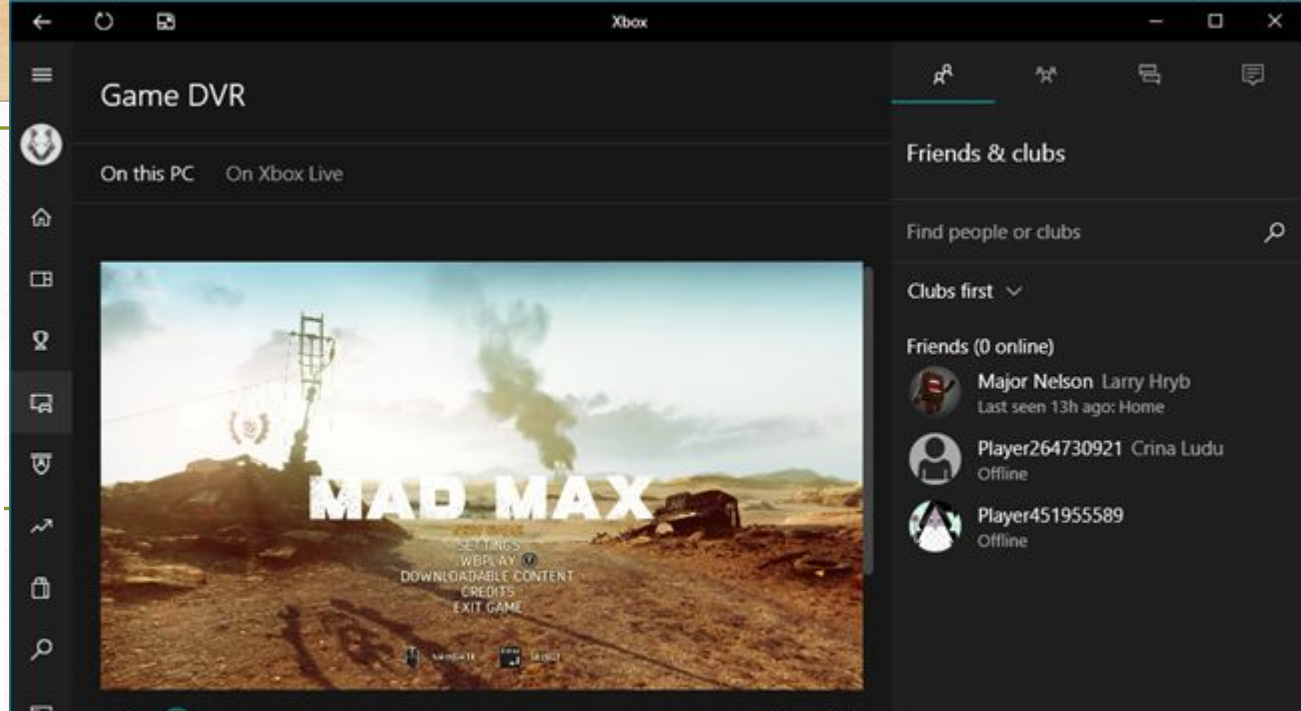 Xbox
Game DVR
On this PC On Xbox Live
MAD MAX
SETTINGS
WBPLAY
DOWNLOADABLE CONTENT
CREDITS
EXIT GAME
NAVIGATE
Friends & clubs
Find people or clubs
Clubs first
Friends (0 online)
Major Nelson Larry Hryb
Last seen 13h ago: Home
Player264730921 Crina Ludu
Offline
Player451955589
Offline